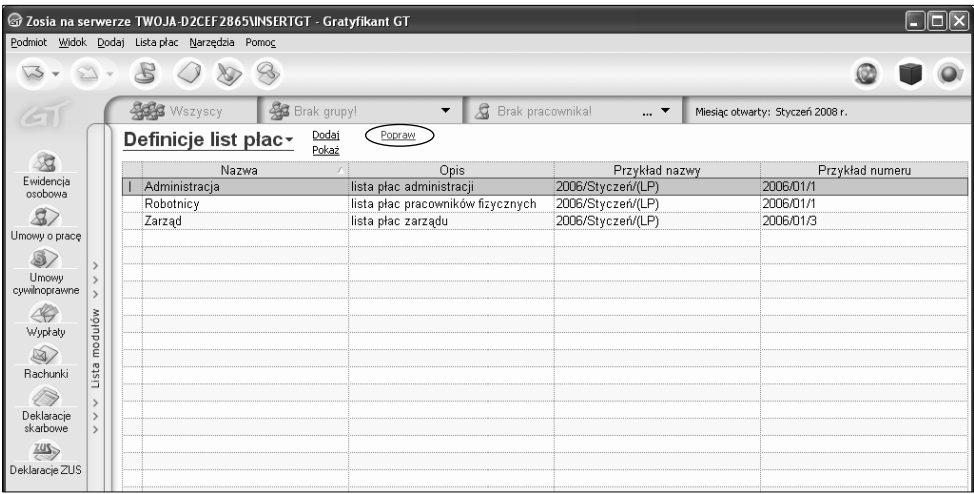 Zosia na serwerze TWOJA-D2CEF2865\INSERTGT - Gratyfikant GT
Podmiot Widok Dodaj Lista płac Narzędzia Pomoc
GT
Wszyscy Brak grupy! Brak pracownika! ... Miesiąc otwarty: Styczeń 2008 r.
Definicje list płac Dodaj Popraw
Pokaż
Nazwa Opis Przykład nazwy Przykład numeru
Administracja lista płac administracji 2006/Styczeń/(LP) 2006/01/1
Robotnicy lista płac pracowników fizycznych 2006/Styczeń/(LP) 2006/01/1
Zarząd lista płac zarządu 2006/Styczeń/(LP) 2006/01/3
Ewidencja
osobowa
Umowy o pracę
Umowy
cywilnoprawne
Wypłaty
Rachunki
Deklaracje
skarbowe
ZUS
Deklaracje ZUS
Lista modułów